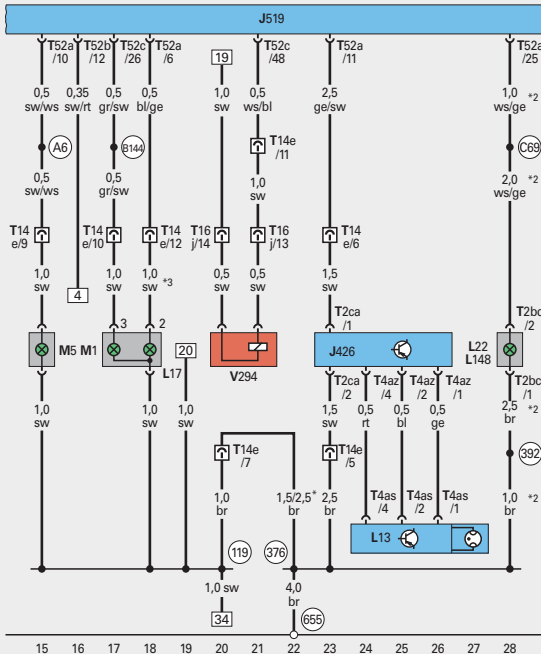 J519
T52a T52b T52c T52a T52c T52a T52a
/10 /12 /26 /6 19 /48 /11 /25
0,5 0,35 0,5 0,5 1,0 0,5 2,5 1,0 *2
sw/ws sw/rt gr/sw bl/ge sw ws/bl ge/sw ws/ge
A6 B144 T14e C69
/11
0,5 0,5 2,0 *2
sw/ws gr/sw 1,0 ws/ge
sw
T14 T14 T14 T16 T16 T14
e/9 e/10 e/12 j/14 j/13 e/6
1,0 1,0 1,0 *3 0,5 0,5 1,5
sw sw sw sw sw sw
4
T2ca T2bc
3 2 /1 /2
M5 M1 20 J426 L22
L148
L17 V294
T2ca T4az T4az T4az T2bc
/2 /4 /2 /1 /1
1,0 1,0 1,0 1,5 0,5 0,5 0,5 2,5 *2
sw sw sw sw rt bl ge br
T14e T14e 392
/7 /5
1,0 1,5/2,5* 2,5 T4as T4as T4as 1,0 *2
br br br /4 /2 /1 br
L13
119 376
1,0 sw 4,0
br
34 655
15 16 17 18 19 20 21 22 23 24 25 26 27 28